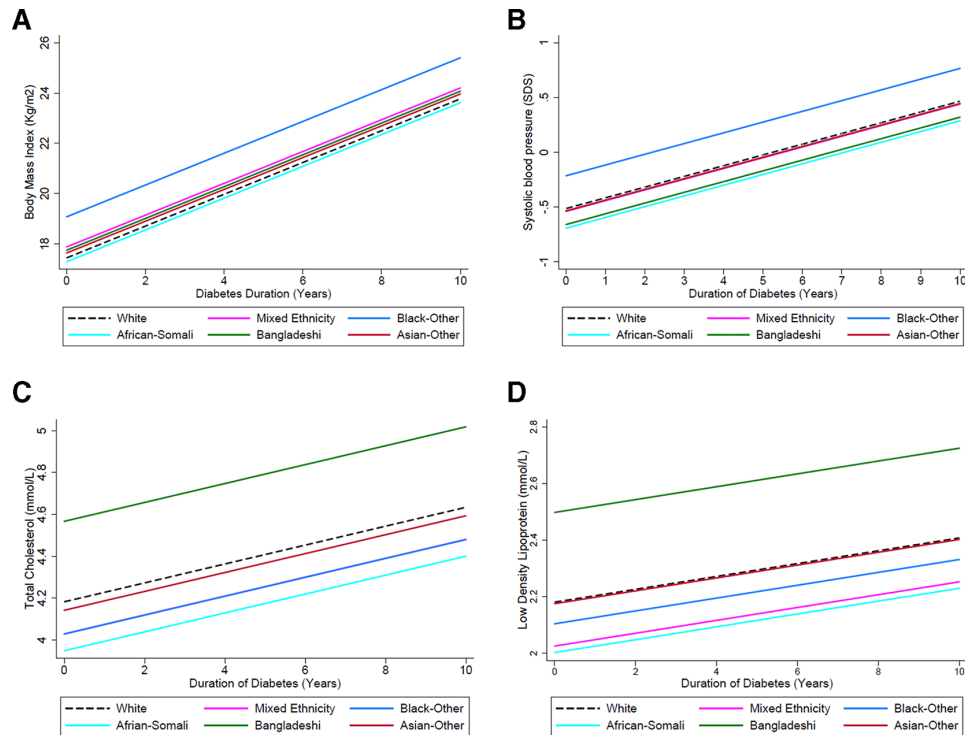 A
Body Mass Index (Kg/m2)
26
24
22
20
18
0 2 4 6 8 10
Diabetes Duration (Years)
White Mixed Ethnicity Black-Other
African-Somali Bangladeshi Asian-Other
B
Systolic blood pressure (SDS)
1
.5
0
-.5
-1
0 1 2 3 4 5 6 7 8 9 10
Duration of Diabetes (Years)
White Mixed Ethnicity Black-Other
African-Somali Bangladeshi Asian-Other
C
Total Cholesterol (mmol/L)
5
4.8
4.6
4.4
4.2
4
0 2 4 6 8 10
Duration of Diabetes (Years)
White Mixed Ethnicity Black-Other
Afrian-Somali Bangladeshi Asian-Other
D
Low Density Lipoprotein (mmol/L)
2.8
2.6
2.4
2.2
2
0 2 4 6 8 10
Duration of Diabetes (Years)
White Mixed Ethnicity Black-Other
African-Somali Bangladeshi Asian-Other